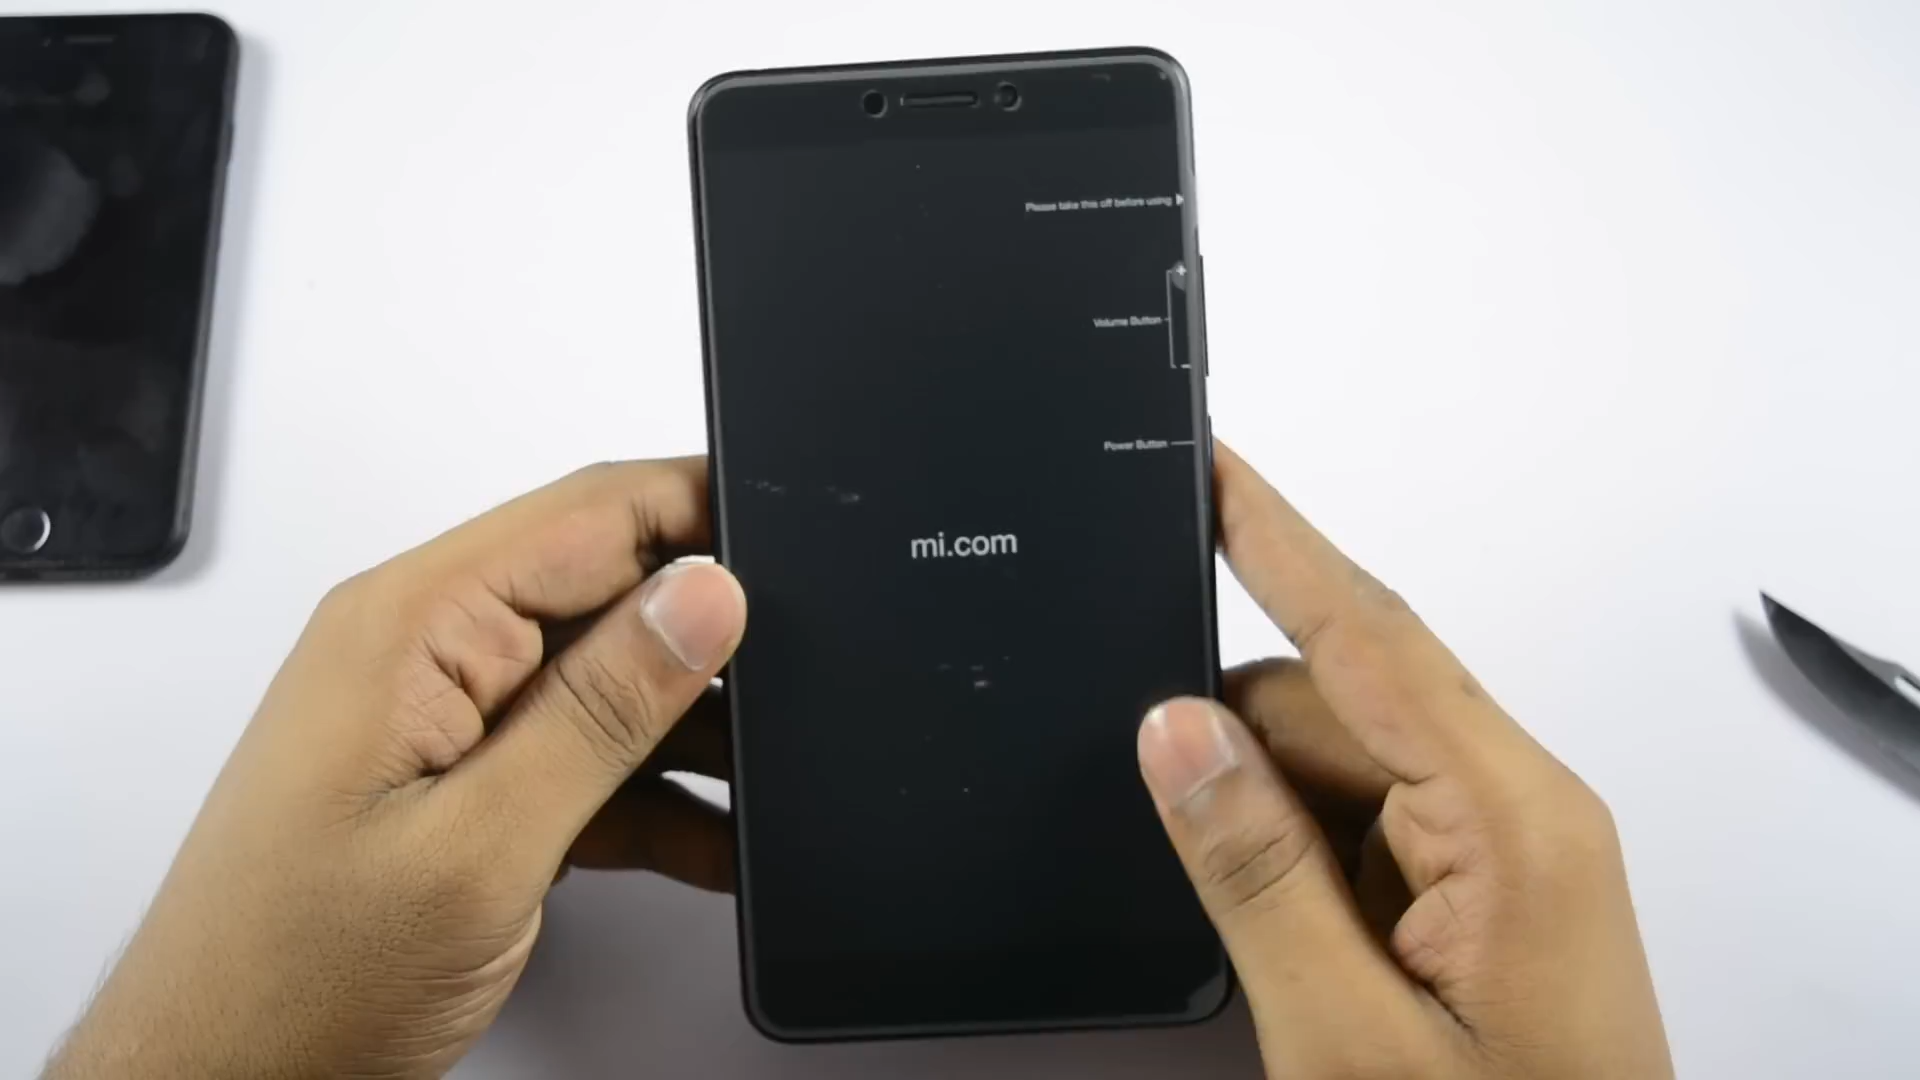 Please take this off before using
+
Volume Button
-
Power Button
mi.com